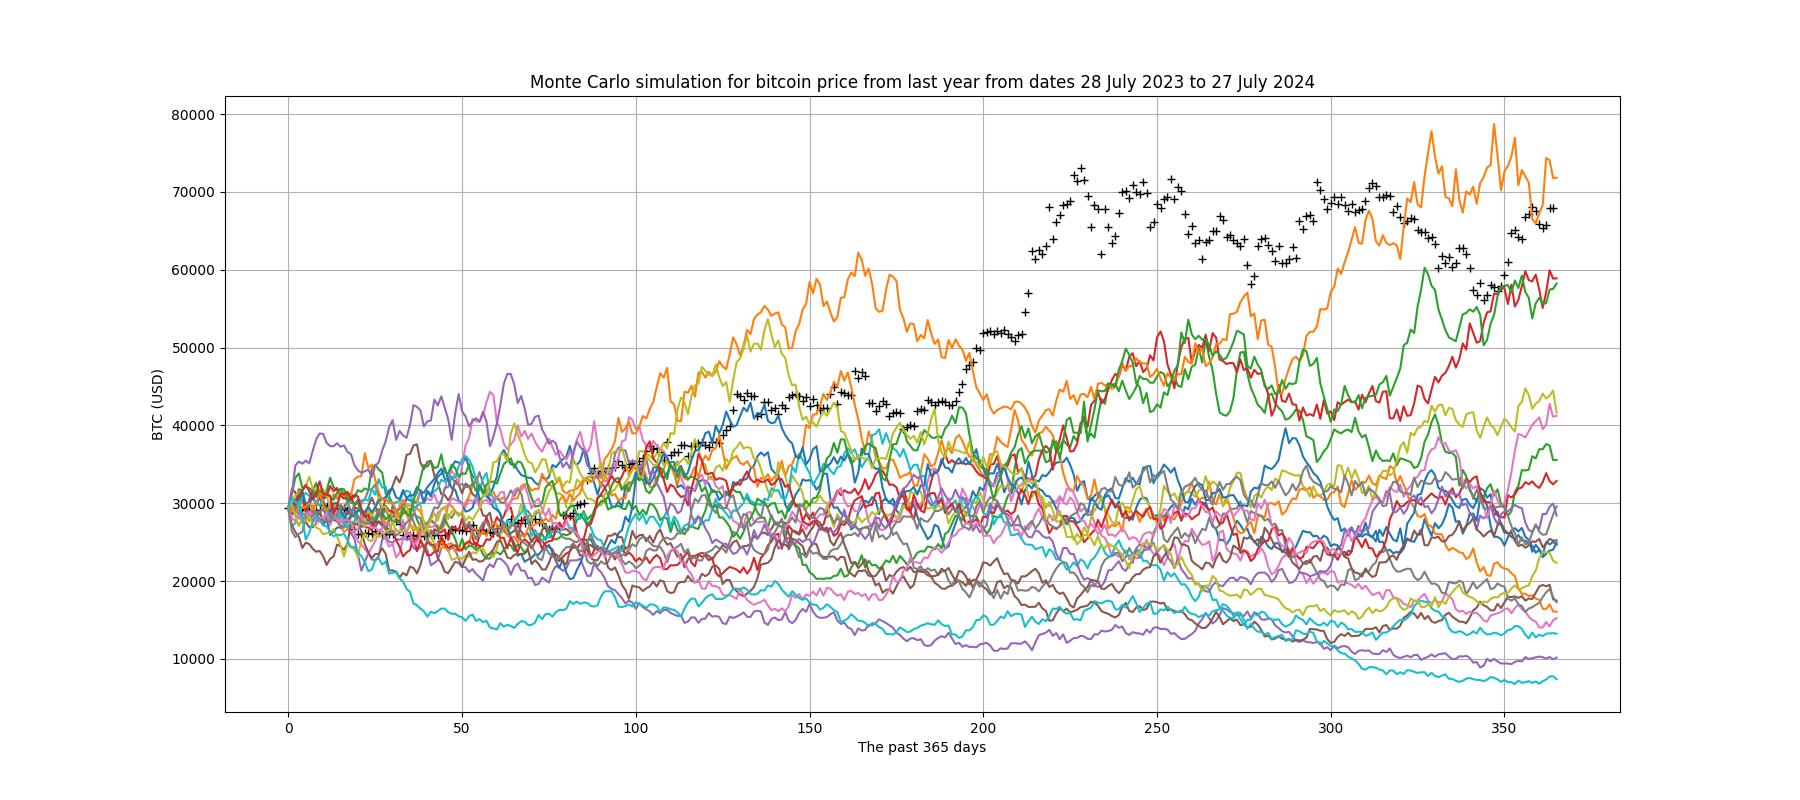 Monte Carlo simulation for bitcoin price from last year from dates 28 July 2023 to 27 July 2024
80000
70000
60000
50000
40000
30000
20000
10000
BTC (USD)
0 50 100 150 200 250 300 350
The past 365 days